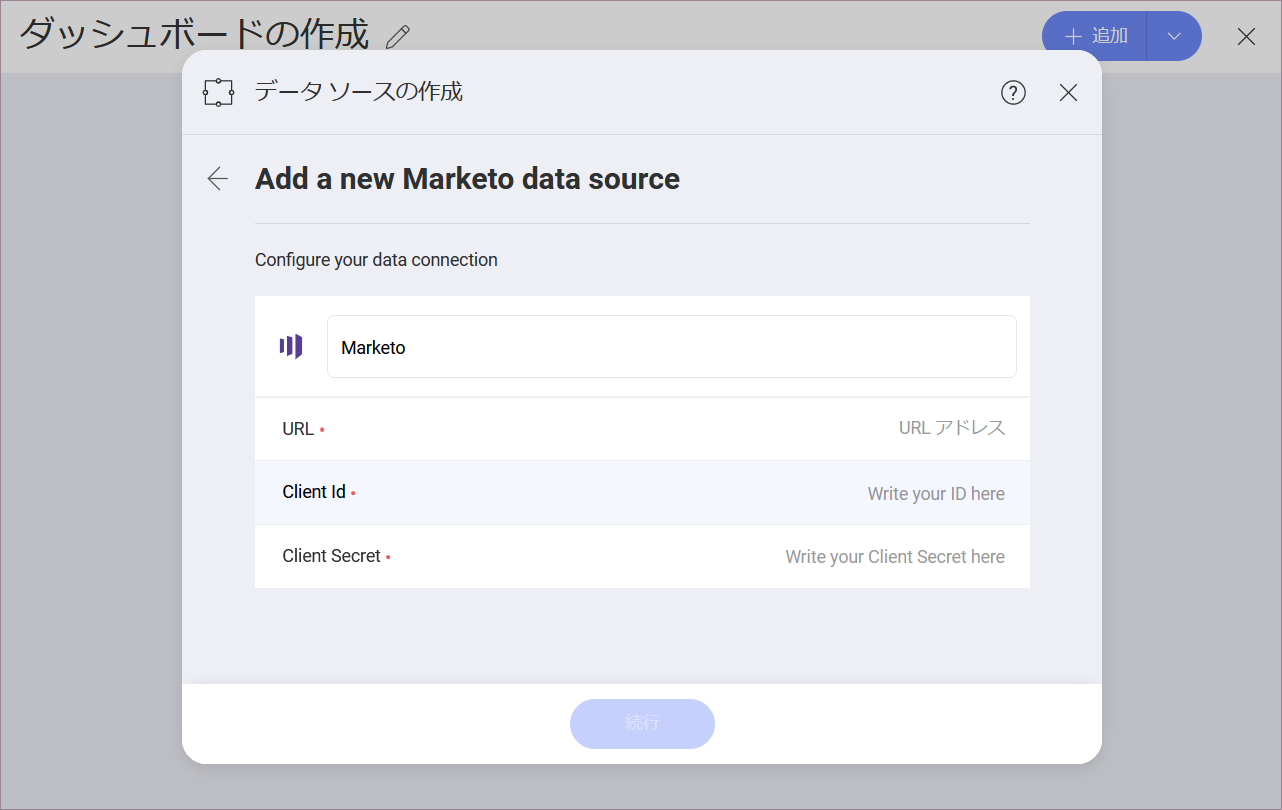 ダッシュボードの作成
追加
データ ソースの作成
Add a new Marketo data source
Configure your data connection
Marketo
URL •
URL アドレス
Client Id •
Write your ID here
Client Secret •
Write your Client Secret here
続行